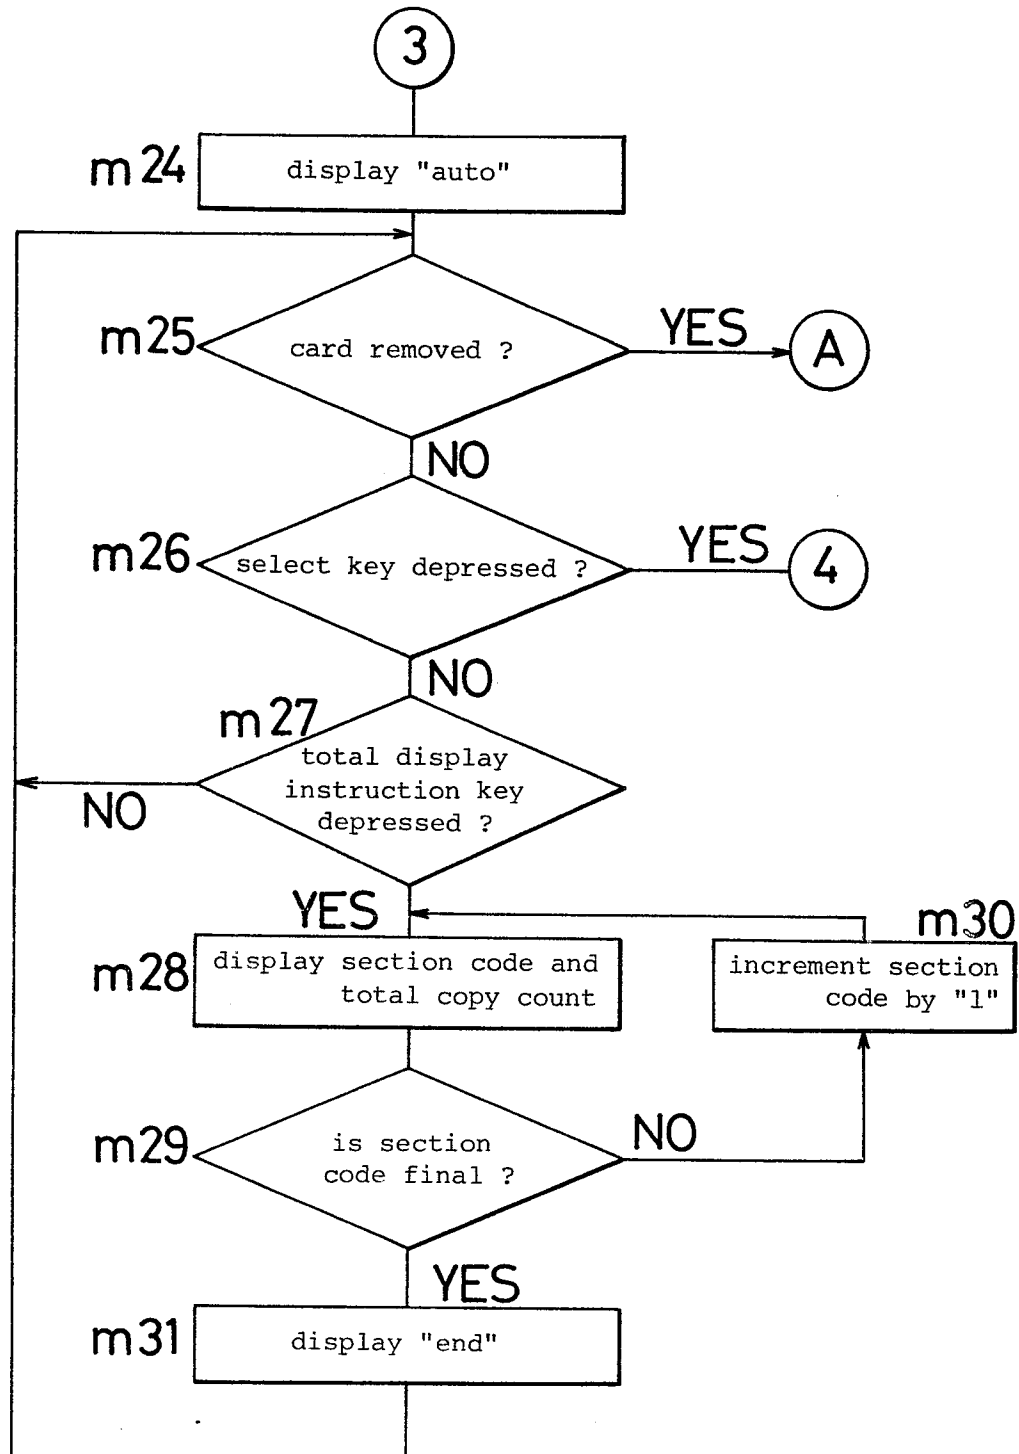 3
m24
display "auto"
m25
card removed ?
YES
A
NO
m26
select key depressed ?
YES
4
NO
m27
total display
instruction key
depressed ?
NO
YES
m30
m28
display section code and
total copy count
increment section
code by "1"
m29
is section
code final ?
NO
YES
m31
display "end"